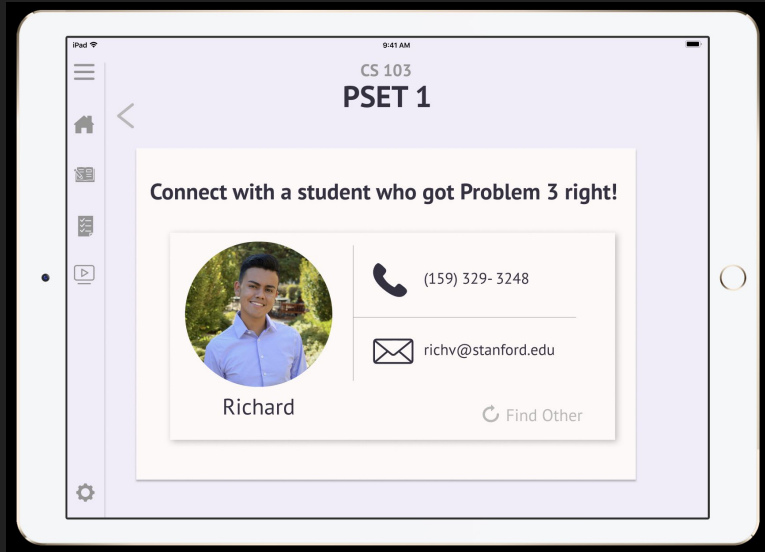 iPad
9:41 AM
CS 103
PSET 1
Connect with a student who got Problem 3 right!
(159) 329- 3248
richv@stanford.edu
Richard
Find Other